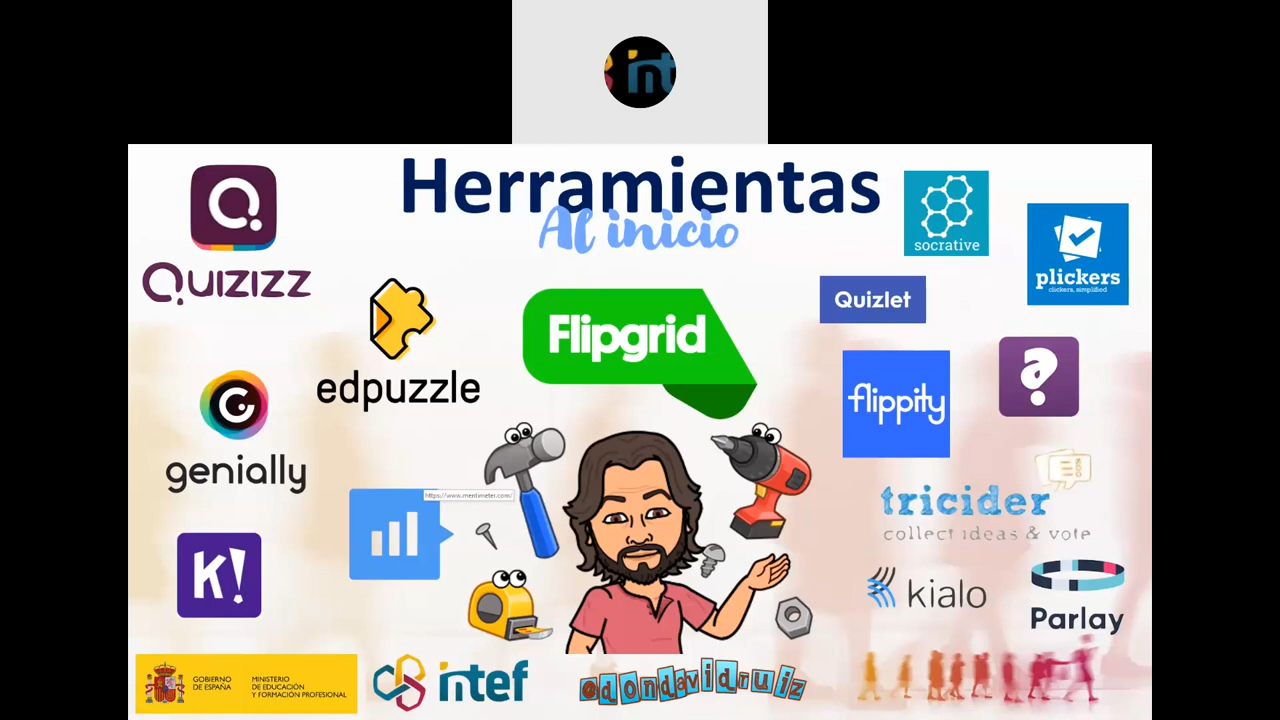 int
Herramientas
Al inicio
Quizizz
socrative
plickers
clickers, simplified
Quizlet
Flipgrid
edpuzzle
flippity
?
genially
https://www.mentimeter.com/
tricider
collect ideas & vote
K!
kialo
Parlay
GOBIERNO
DE ESPAÑA
MINISTERIO
DE EDUCACIÓN
Y FORMACIÓN PROFESIONAL
intef
@dondavidruiz